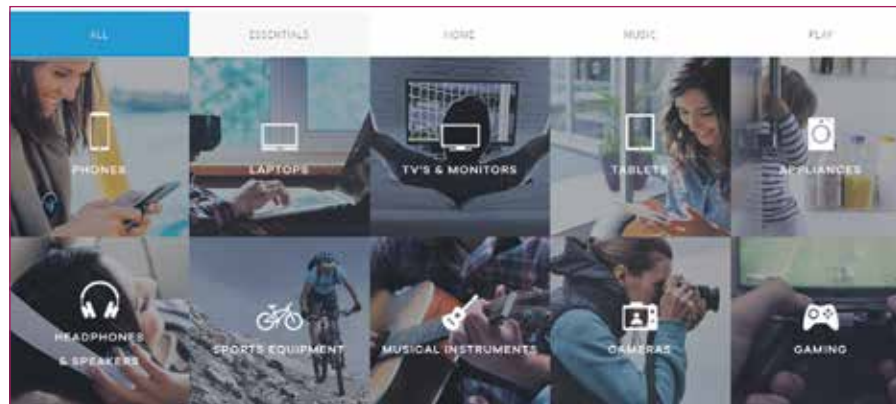 ALL
ESSENTIALS
HOME
MUSIC
PLAY
PHONES
LAPTOPS
TV'S & MONITORS
TABLETS
APPLIANCES
HEADPHONES
& SPEAKERS
SPORTS EQUIPMENT
MUSICAL INSTRUMENTS
CAMERAS
GAMING